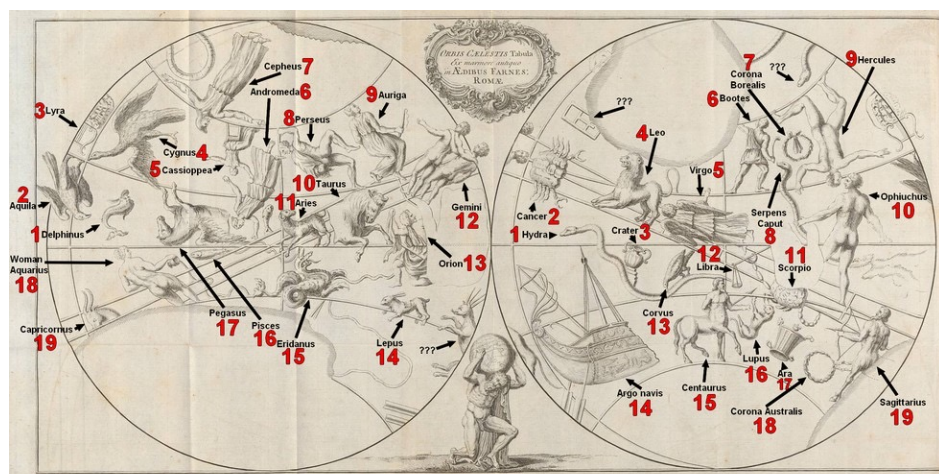 ORBIS CÆLESTIS Tabula
Ex marmore antiquo
in ÆDIBUS FARNES:
ROMÆ
Cepheus 7
Andromeda 6
9 Auriga
8 Perseus
3 Lyra
Cygnus 4
5 Cassioppea
10 Taurus
11 Aries
2
Aquila
1 Delphinus
Gemini
12
Woman
Aquarius
18
Orion 13
Capricornus
19
Pegasus
17
Pisces
16
Eridanus
15
Lepus
14
???
7
Corona
Borealis
???
9 Hercules
???
6 Bootes
4 Leo
Virgo 5
Cancer 2
1 Hydra
Crater 3
Serpens
Caput
8
Ophiuchus
10
12
Libra
11
Scorpio
Corvus
13
Lupus
16
Ara
17
Argo navis
14
Centaurus
15
Corona Australis
18
Sagittarius
19